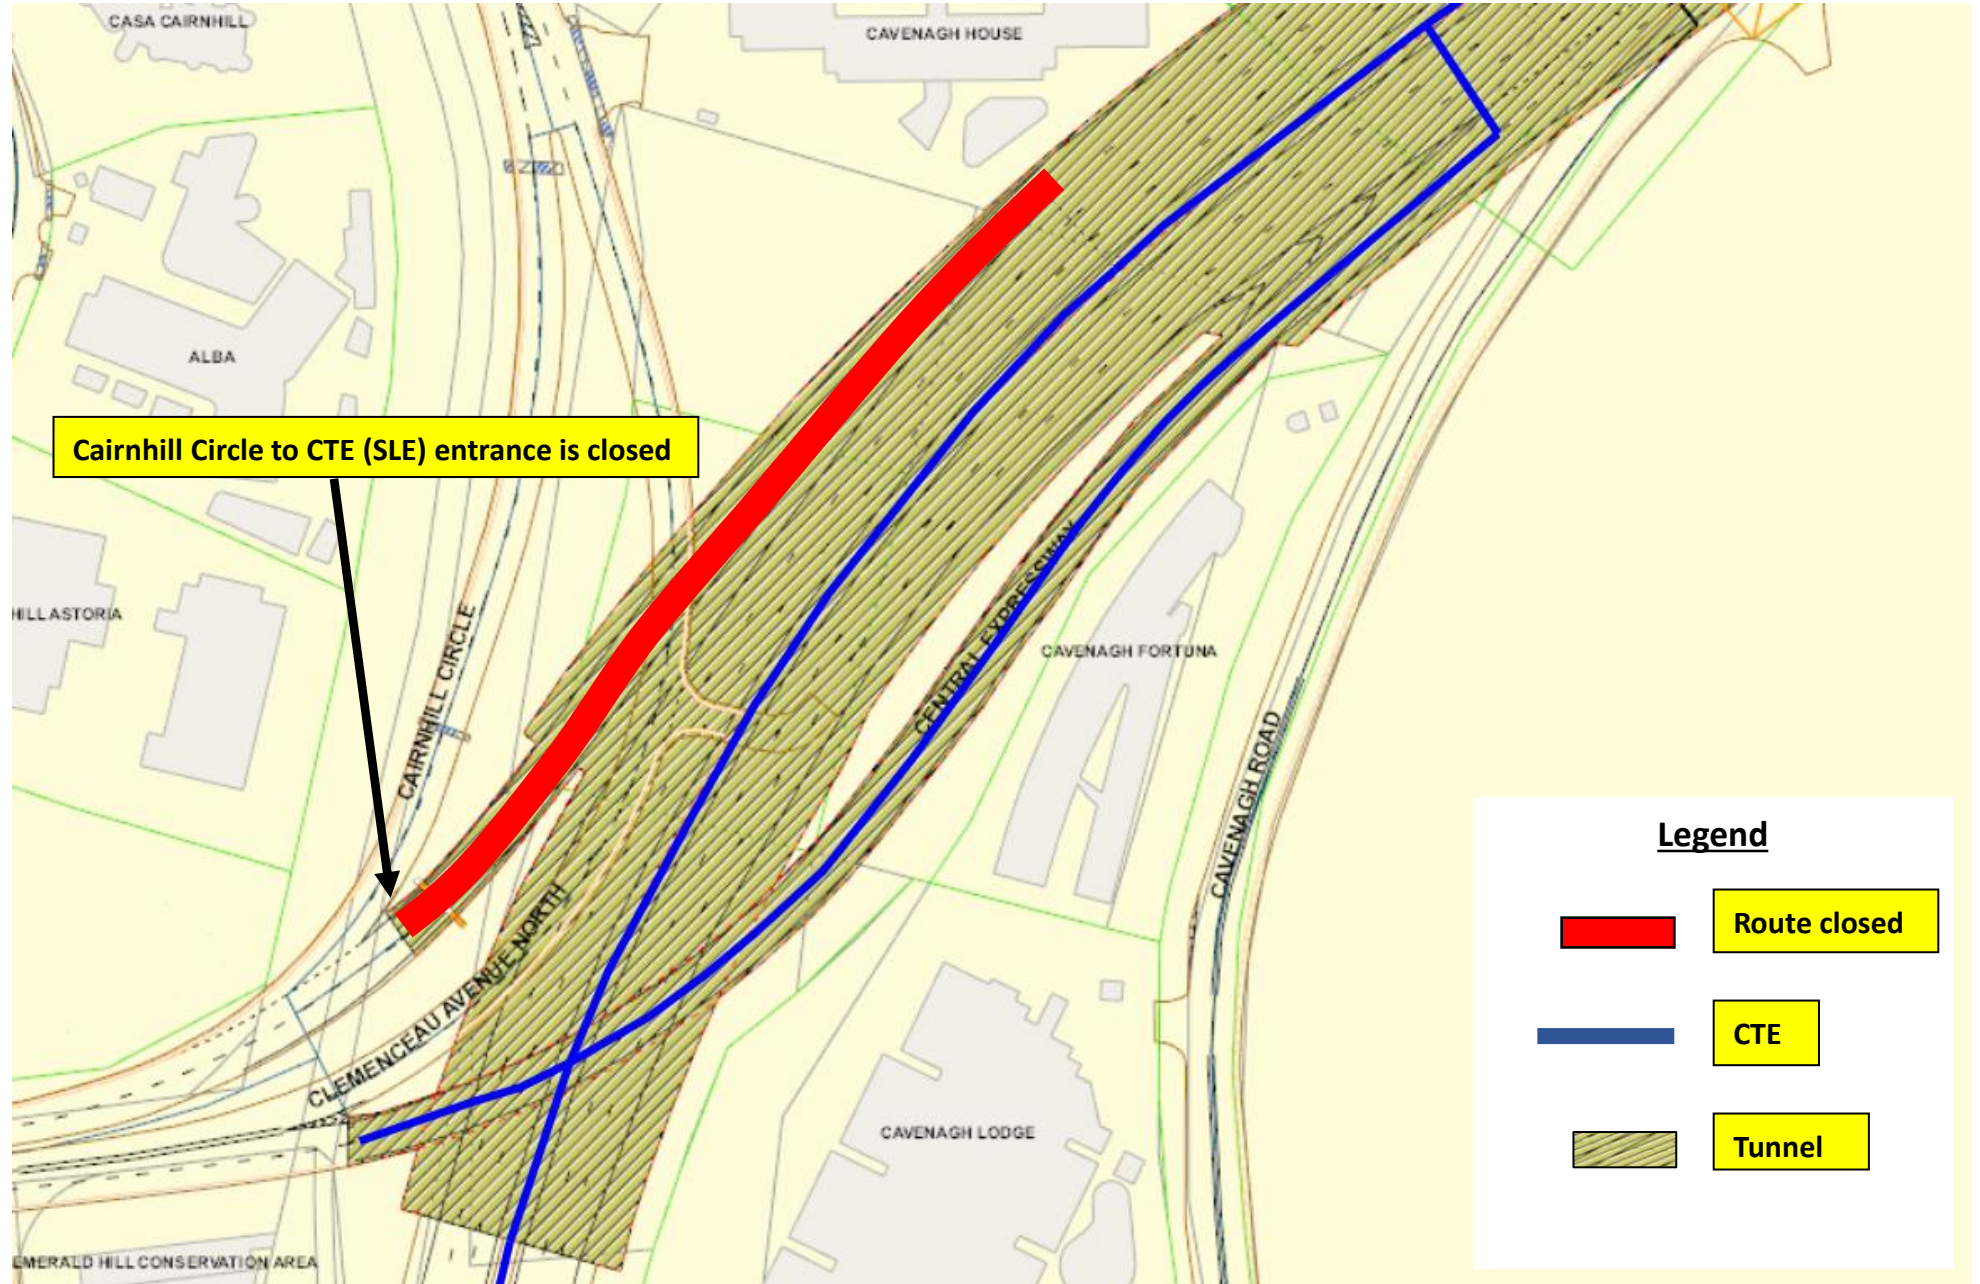 CASA CAIRNHILL
CAVENAGH HOUSE
ALBA
Cairnhill Circle to CTE (SLE) entrance is closed
HILL ASTORIA
CAIRNHILL CIRCLE
CENTRAL EXPRESSWAY
CAVENAGH FORTUNA
CAVENAGH ROAD
CLEMENCEAU AVENUE NORTH
CAVENAGH LODGE
EMERALD HILL CONSERVATION AREA
Legend
Route closed
CTE
Tunnel